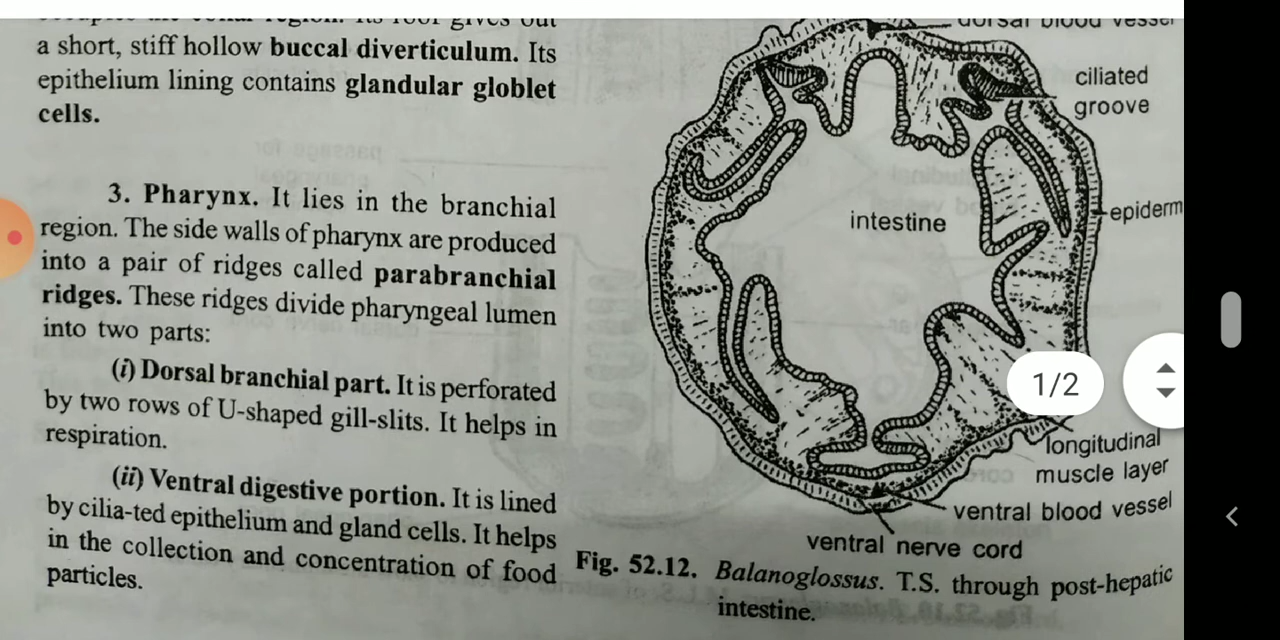 a short, stiff hollow buccal diverticulum. Its
epithelium lining contains glandular globlet
cells.
3. Pharynx. It lies in the branchial
region. The side walls of pharynx are produced
into a pair of ridges called parabranchial
ridges. These ridges divide pharyngeal lumen
into two parts:
(i) Dorsal branchial part. It is perforated
by two rows of U-shaped gill-slits. It helps in
respiration.
(ii) Ventral digestive portion. It is lined
by cilia-ted epithelium and gland cells. It helps
in the collection and concentration of food
particles.
dorsal blood vessel
ciliated
groove
intestine
epiderm
1/2
longitudinal
muscle layer
ventral blood vessel
ventral nerve cord
Fig. 52.12. Balanoglossus. T.S. through post-hepatic
intestine.